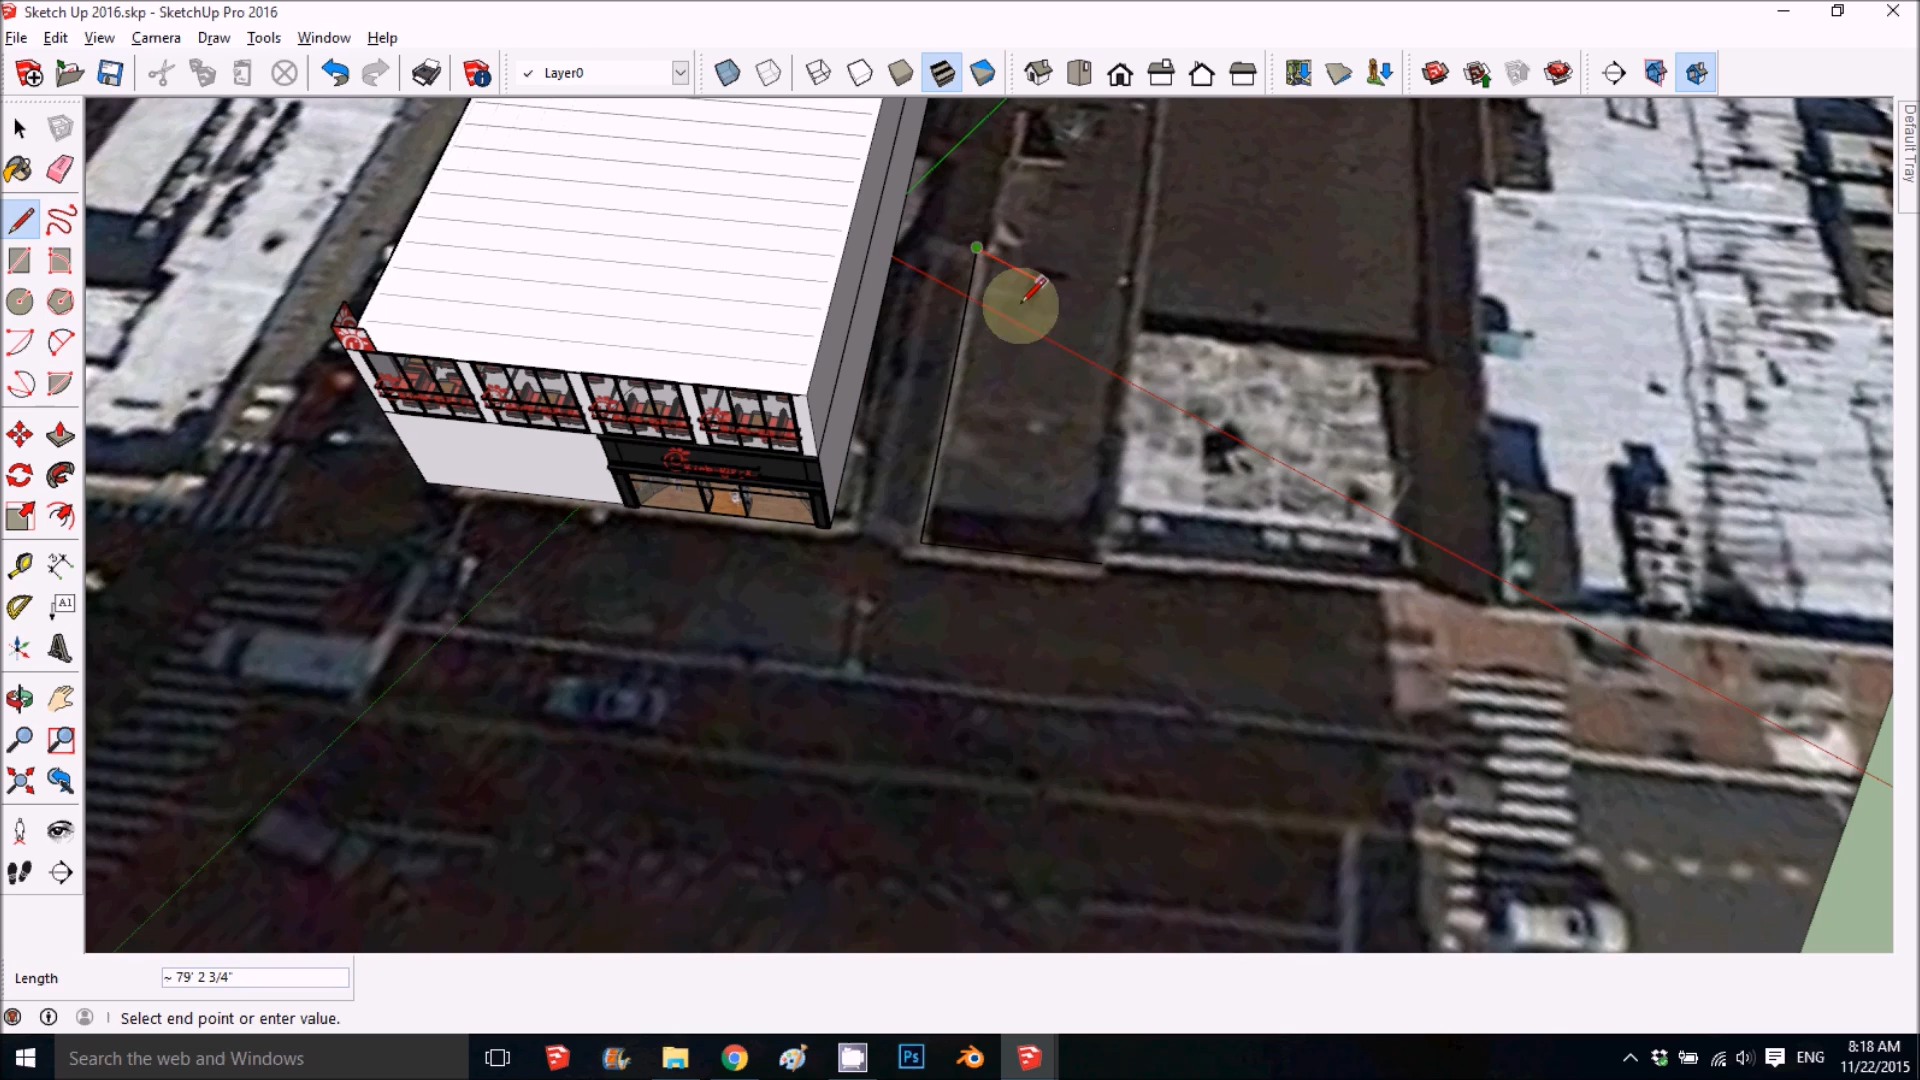 Sketch Up 2016.skp - SketchUp Pro 2016
File Edit View Camera Draw Tools Window Help
Layer0
Default Tray
A1
Length ~ 79' 2 3/4"
Select end point or enter value.
Search the web and Windows
Ps
ENG
8:18 AM
11/22/2015